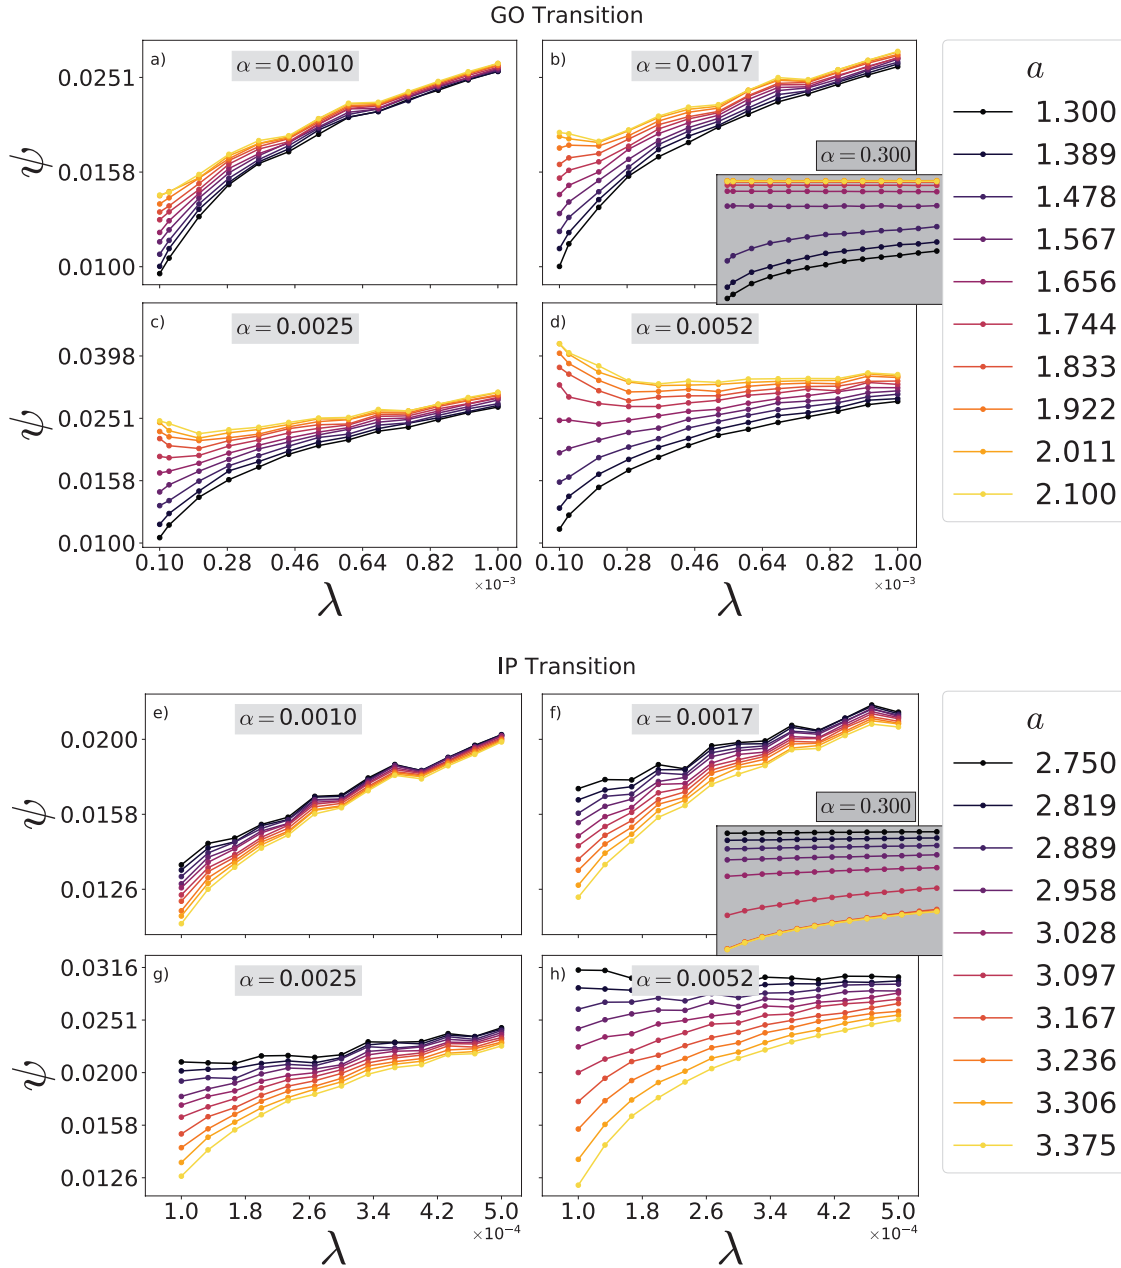 GO Transition
a)
α = 0.0010
b)
α = 0.0017
ψ
0.0251
0.0158
0.0100
α = 0.300
c)
α = 0.0025
d)
α = 0.0052
ψ
0.0398
0.0251
0.0158
0.0100
0.10 0.28 0.46 0.64 0.82 1.00
×10⁻³
λ
0.10 0.28 0.46 0.64 0.82 1.00
×10⁻³
λ
a
1.300
1.389
1.478
1.567
1.656
1.744
1.833
1.922
2.011
2.100
IP Transition
e)
α = 0.0010
f)
α = 0.0017
ψ
0.0200
0.0158
0.0126
α = 0.300
g)
α = 0.0025
h)
α = 0.0052
ψ
0.0316
0.0251
0.0200
0.0158
0.0126
1.0 1.8 2.6 3.4 4.2 5.0
×10⁻⁴
λ
1.0 1.8 2.6 3.4 4.2 5.0
×10⁻⁴
λ
a
2.750
2.819
2.889
2.958
3.028
3.097
3.167
3.236
3.306
3.375